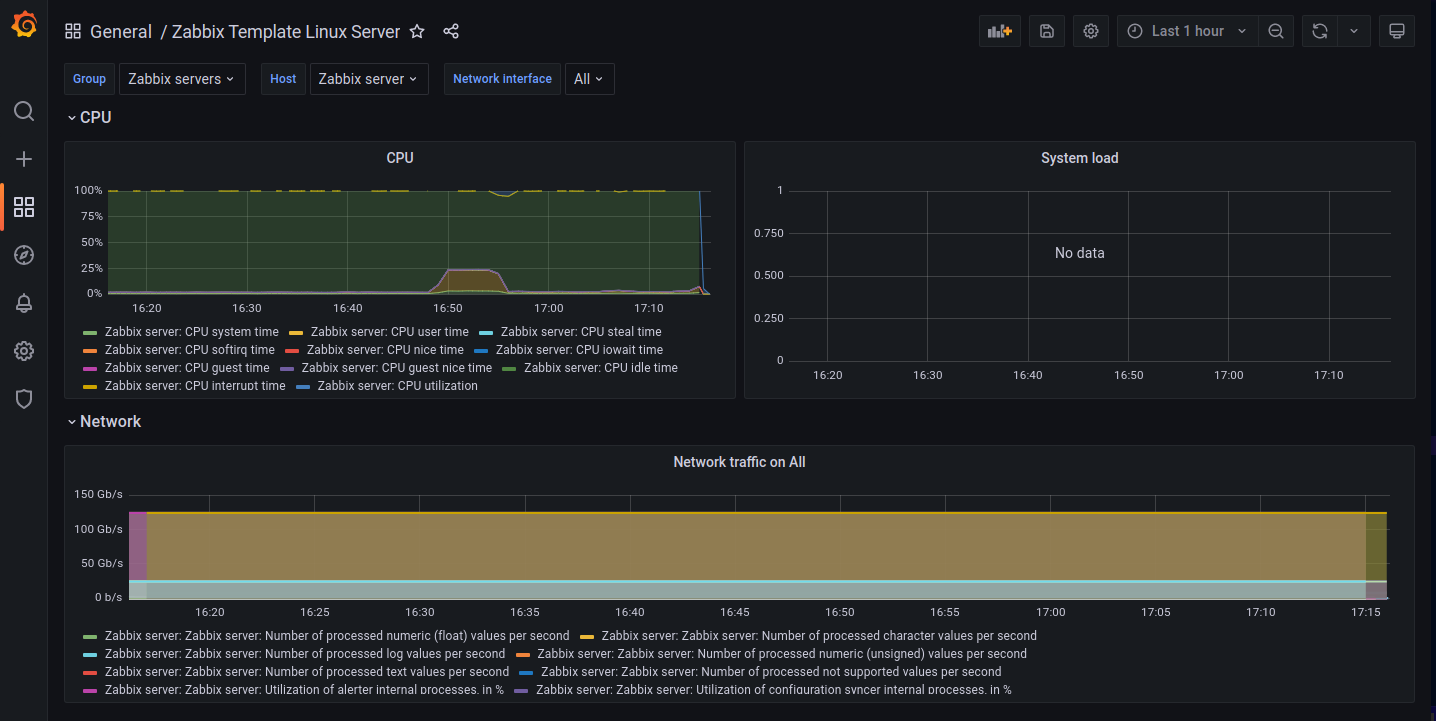 General / Zabbix Template Linux Server
Last 1 hour
Group Zabbix servers Host Zabbix server Network interface All
CPU
CPU
100%
75%
50%
25%
0%
16:20 16:30 16:40 16:50 17:00 17:10
Zabbix server: CPU system time Zabbix server: CPU user time Zabbix server: CPU steal time
Zabbix server: CPU softirq time Zabbix server: CPU nice time Zabbix server: CPU iowait time
Zabbix server: CPU guest time Zabbix server: CPU guest nice time Zabbix server: CPU idle time
Zabbix server: CPU interrupt time Zabbix server: CPU utilization
System load
1
0.750
0.500
0.250
0
No data
16:20 16:30 16:40 16:50 17:00 17:10
Network
Network traffic on All
150 Gb/s
100 Gb/s
50 Gb/s
0 b/s
16:20 16:25 16:30 16:35 16:40 16:45 16:50 16:55 17:00 17:05 17:10 17:15
Zabbix server: Zabbix server: Number of processed numeric (float) values per second Zabbix server: Zabbix server: Number of processed character values per second
Zabbix server: Zabbix server: Number of processed log values per second Zabbix server: Zabbix server: Number of processed numeric (unsigned) values per second
Zabbix server: Zabbix server: Number of processed text values per second Zabbix server: Zabbix server: Number of processed not supported values per second
Zabbix server: Zabbix server: Utilization of alerter internal processes, in % Zabbix server: Zabbix server: Utilization of configuration syncer internal processes, in %